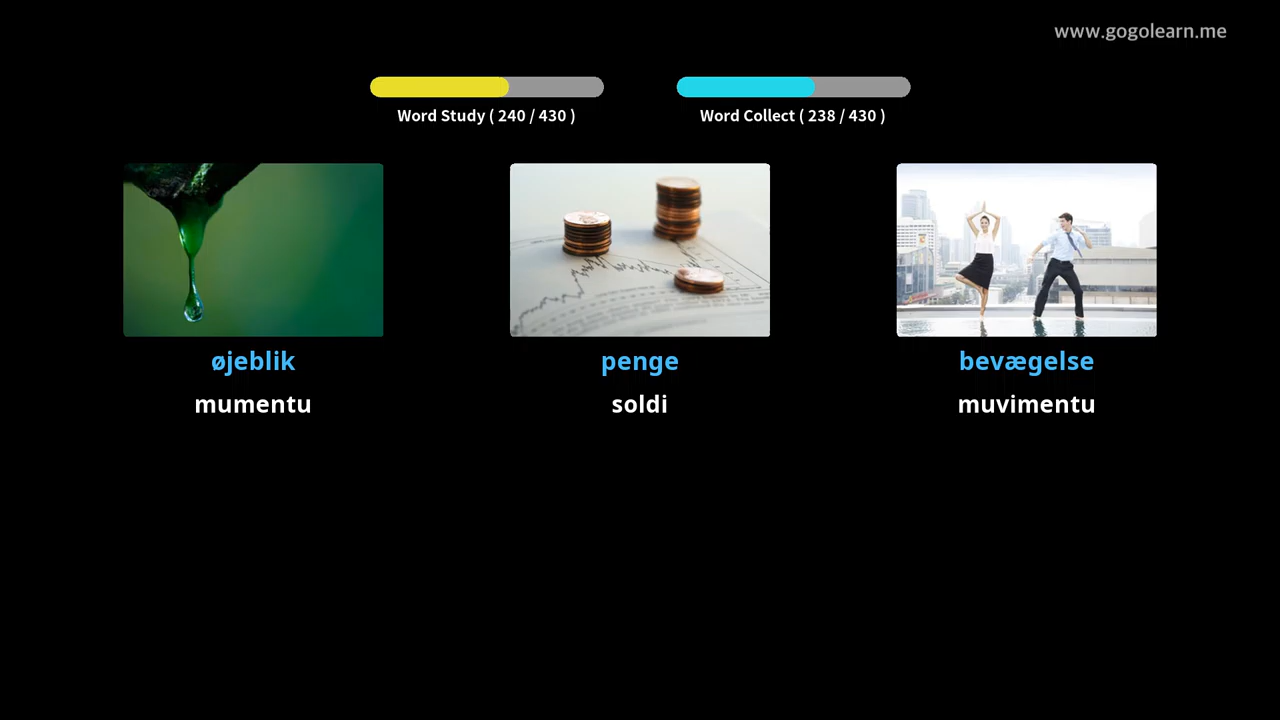 www.gogolearn.me
Word Study ( 240 / 430 )
Word Collect ( 238 / 430 )
øjeblik
penge
bevægelse
mumentu
soldi
muvimentu